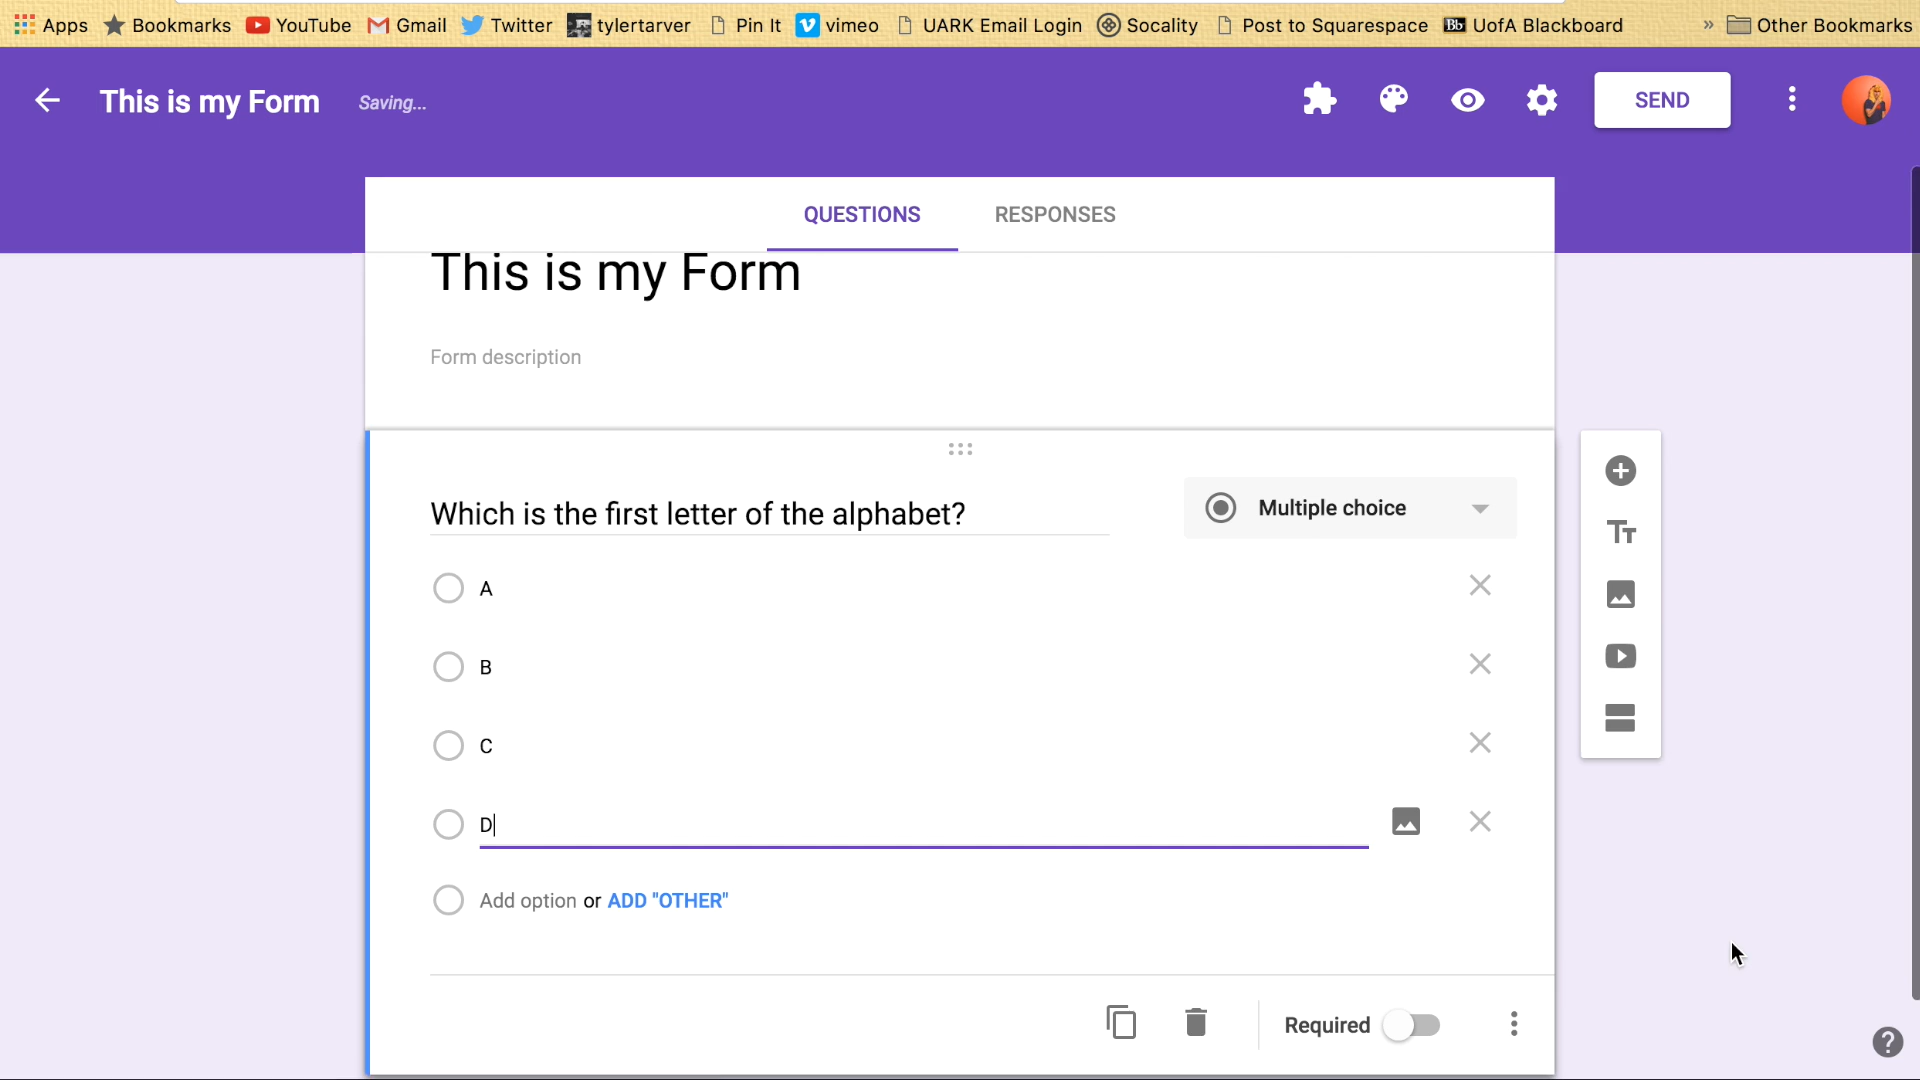 Apps Bookmarks YouTube Gmail Twitter tylertarver Pin It vimeo UARK Email Login Socality Post to Squarespace Bb UofA Blackboard » Other Bookmarks
This is my Form Saving... SEND
QUESTIONS RESPONSES
This is my Form
Form description
Which is the first letter of the alphabet? Multiple choice
A
B
C
D
Add option or ADD "OTHER"
Required